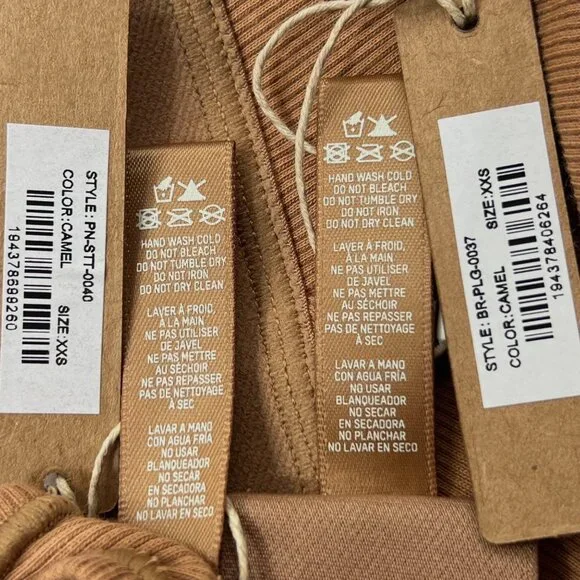 STYLE: PN-STT-0040
COLOR:CAMEL SIZE:XXS
194378699260
HAND WASH COLD
DO NOT BLEACH
DO NOT TUMBLE DRY
DO NOT IRON
DO NOT DRY CLEAN
LAVER À FROID,
À LA MAIN
NE PAS UTILISER
DE JAVEL
NE PAS METTRE
AU SÉCHOIR
NE PAS REPASSER
PAS DE NETTOYAGE
À SEC
LAVAR A MANO
CON AGUA FRÍA
NO USAR
BLANQUEADOR
NO SECAR
EN SECADORA
NO PLANCHAR
NO LAVAR EN SECO
HAND WASH COLD
DO NOT BLEACH
DO NOT TUMBLE DRY
DO NOT IRON
DO NOT DRY CLEAN
LAVER À FROID,
À LA MAIN
NE PAS UTILISER
DE JAVEL
NE PAS METTRE
AU SÉCHOIR
NE PAS REPASSER
PAS DE NETTOYAGE
À SEC
LAVAR A MANO
CON AGUA FRÍA
NO USAR
BLANQUEADOR
NO SECAR
EN SECADORA
NO PLANCHAR
NO LAVAR EN SECO
STYLE: BR-PLG-0037
COLOR:CAMEL SIZE:XXS
194378406264